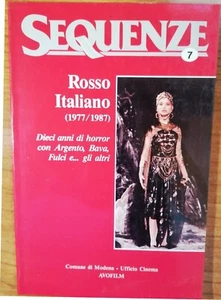 SEQUENZE
7
Rosso
Italiano
(1977/1987)
Dieci anni di horror
con Argento, Bava,
Fulci e... gli altri
Comune di Modena - Ufficio Cinema
AVOFILM